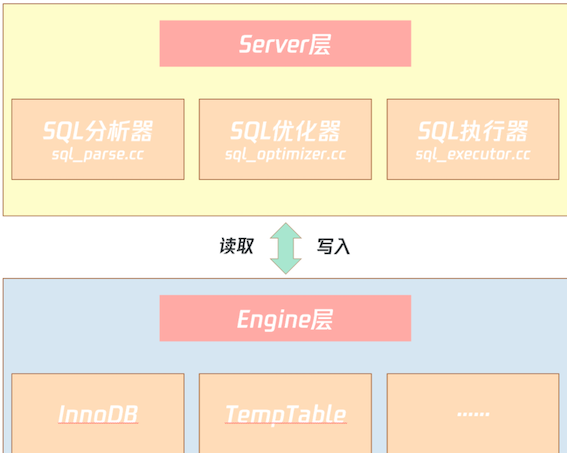 Server层
SQL分析器
sql_parse.cc
SQL优化器
sql_optimizer.cc
SQL执行器
sql_executor.cc
读取
写入
Engine层
InnoDB
TempTable
......